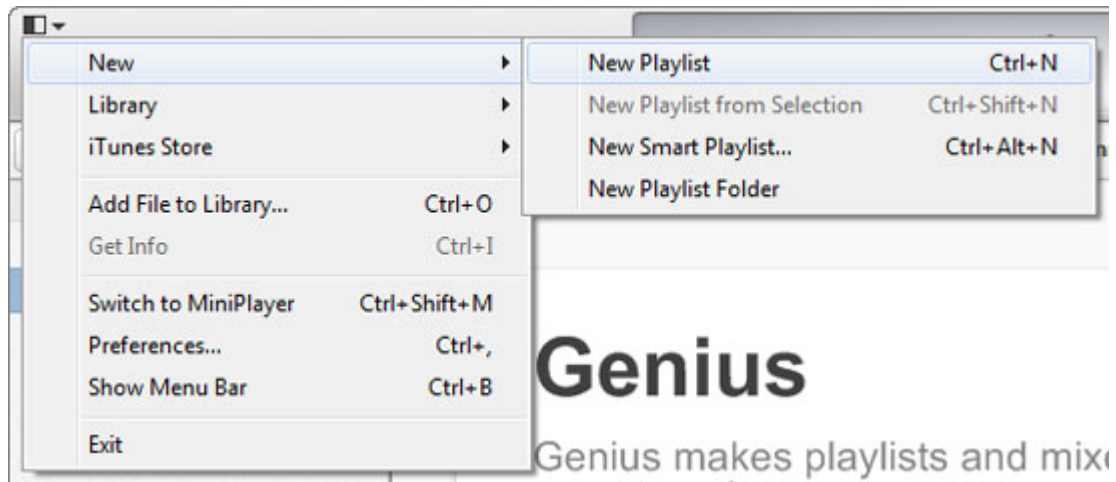 New
Library
iTunes Store
Add File to Library... Ctrl+O
Get Info Ctrl+I
Switch to MiniPlayer Ctrl+Shift+M
Preferences... Ctrl+,
Show Menu Bar Ctrl+B
Exit
New Playlist Ctrl+N
New Playlist from Selection Ctrl+Shift+N
New Smart Playlist... Ctrl+Alt+N
New Playlist Folder
Genius
Genius makes playlists and mixe